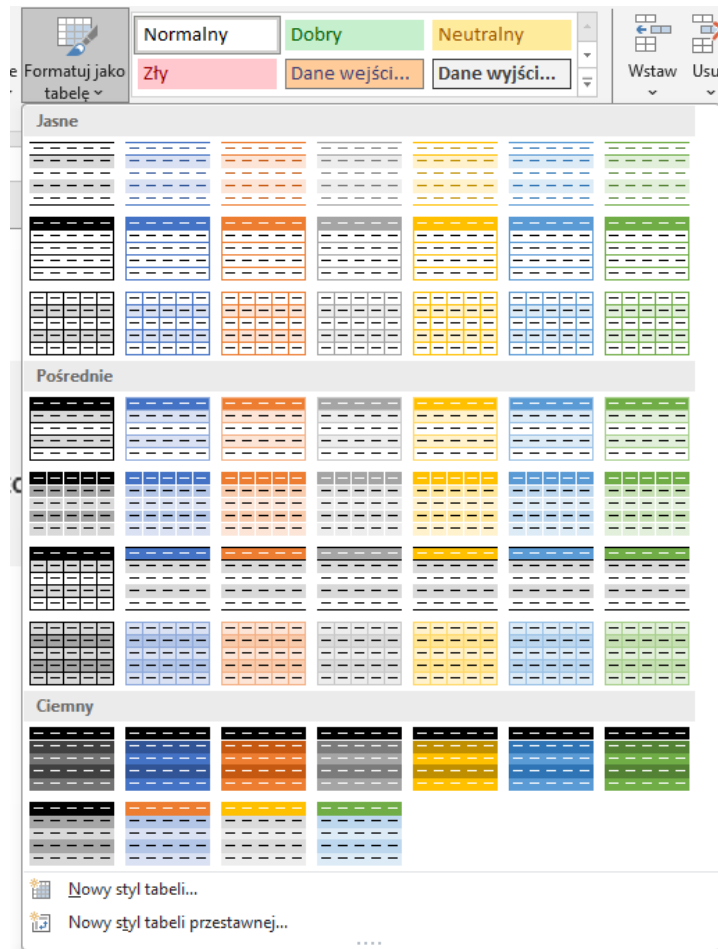 Normalny Dobry Neutralny
Formatuj jako tabelę Zły Dane wejści... Dane wyjści... Wstaw
Jasne
Pośrednie
Ciemny
Nowy styl tabeli...
Nowy styl tabeli przestawnej...